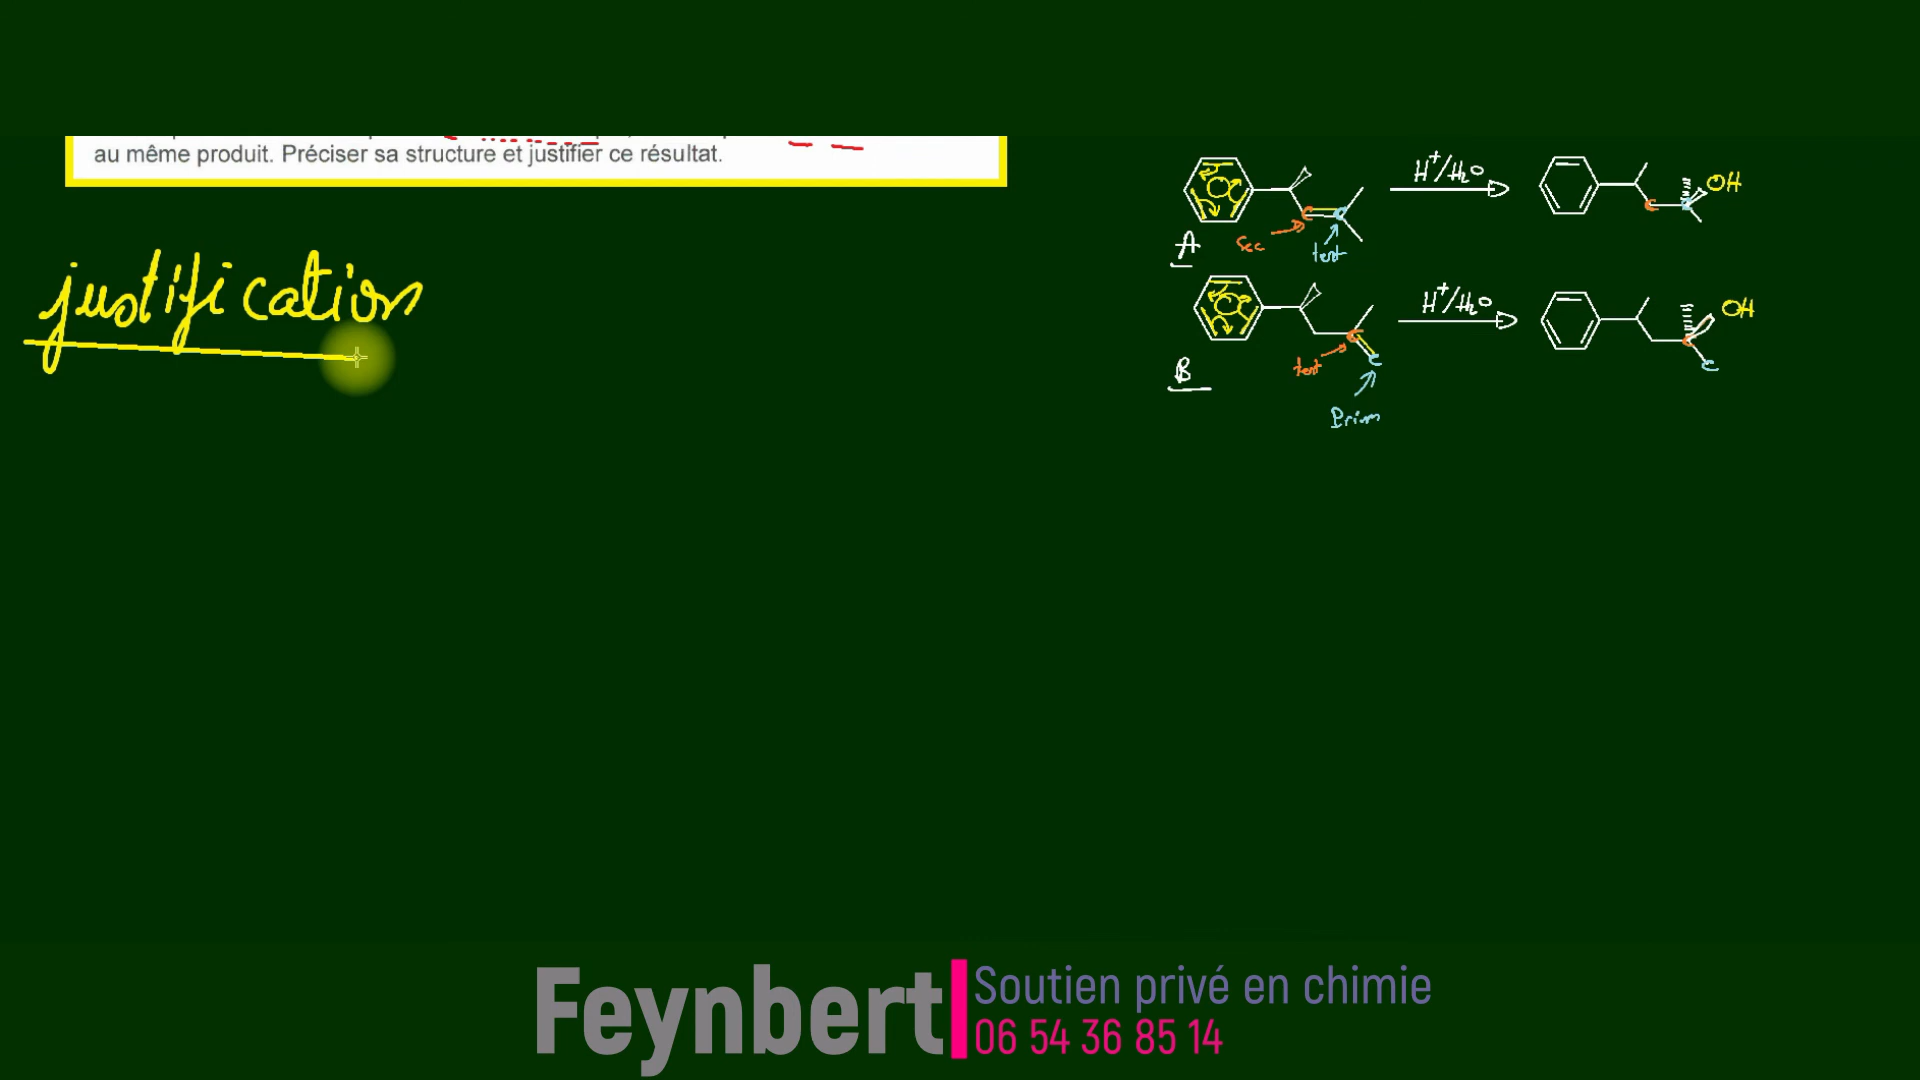 au même produit. Préciser sa structure et justifier ce résultat.
justification
H+/H2O
OH
C
C
C
Sec
tert
A
H+/H2O
OH
C
C
C
C
tert
B
Prim
Feynbert
Soutien privé en chimie
06 54 36 85 14